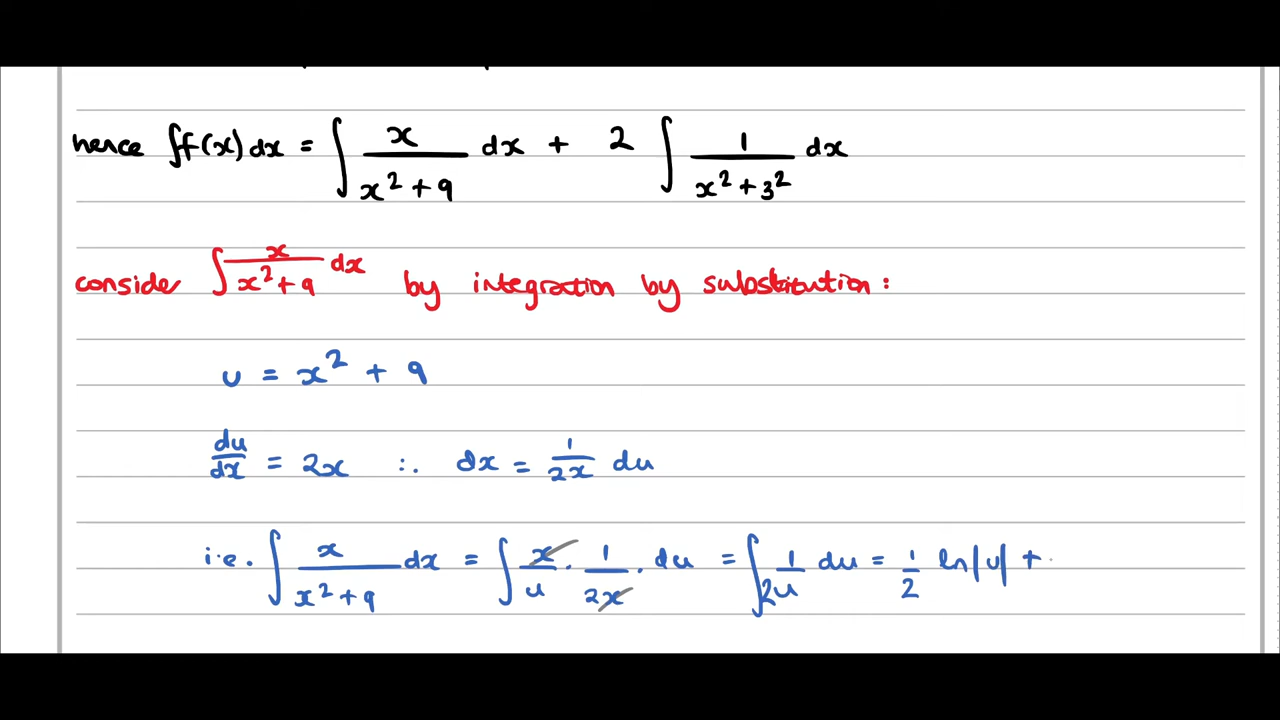 hence ∫f(x)dx = ∫ x/(x² + 9) dx + 2 ∫ 1/(x² + 3²) dx
consider ∫ x/(x² + 9) dx by integration by substitution:
u = x² + 9
du/dx = 2x ∴ dx = 1/2x du
i.e. ∫ x/(x² + 9) dx = ∫ x/u · 1/2x · du = ∫ 1/2u du = 1/2 ln|u| +